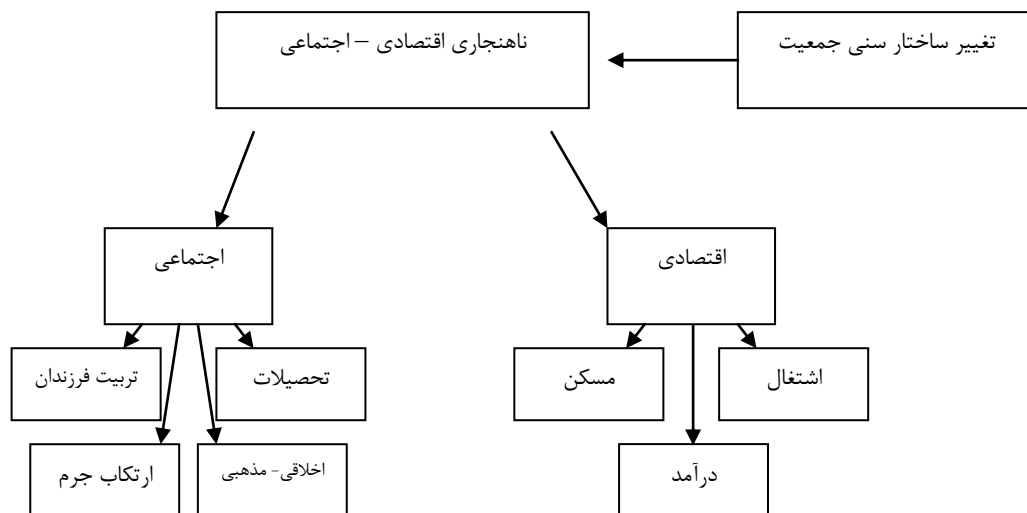 تغییر ساختار سنی جمعیت
ناهنجاری اقتصادی – اجتماعی
اقتصادی
اجتماعی
اشتغال
مسکن
تحصیلات
تربیت فرزندان
درآمد
اخلاقی- مذهبی
ارتکاب جرم